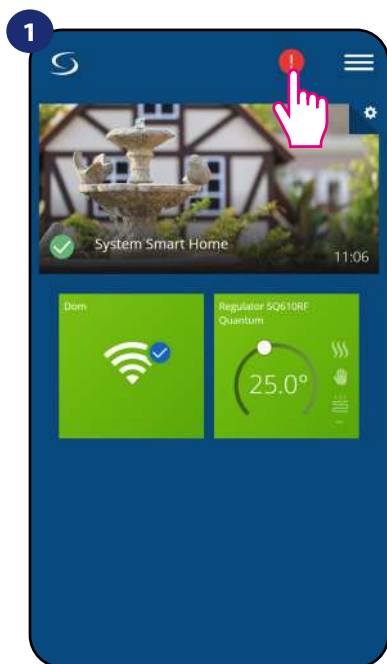 1
!
System Smart Home
11:06
Dom
Regulator SQ610RF
Quantum
25.0°